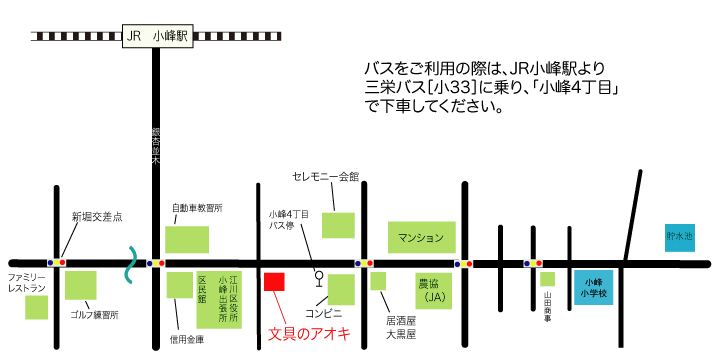 JR 小峰駅
バスをご利用の際は、JR小峰駅より
三栄バス[小33]に乗り、「小峰4丁目」
で下車してください。
銀杏並木
セレモニー会館
新堀交差点
自動車教習所
小峰4丁目
バス停
マンション
貯水池
ファミリー
レストラン
ゴルフ練習所
信用金庫
区民館
江川区役所
小峰出張所
文具のアオキ
コンビニ
居酒屋
大黒屋
農協
(JA)
山田商事
小峰
小学校